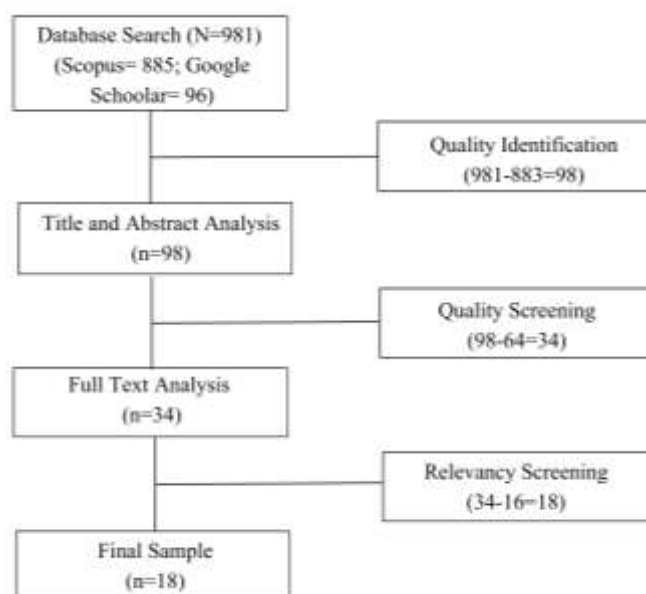 Database Search (N=981)
(Scopus= 885; Google
Schoolar= 96)
Quality Identification
(981-883=98)
Title and Abstract Analysis
(n=98)
Quality Screening
(98-64=34)
Full Text Analysis
(n=34)
Relevancy Screening
(34-16=18)
Final Sample
(n=18)